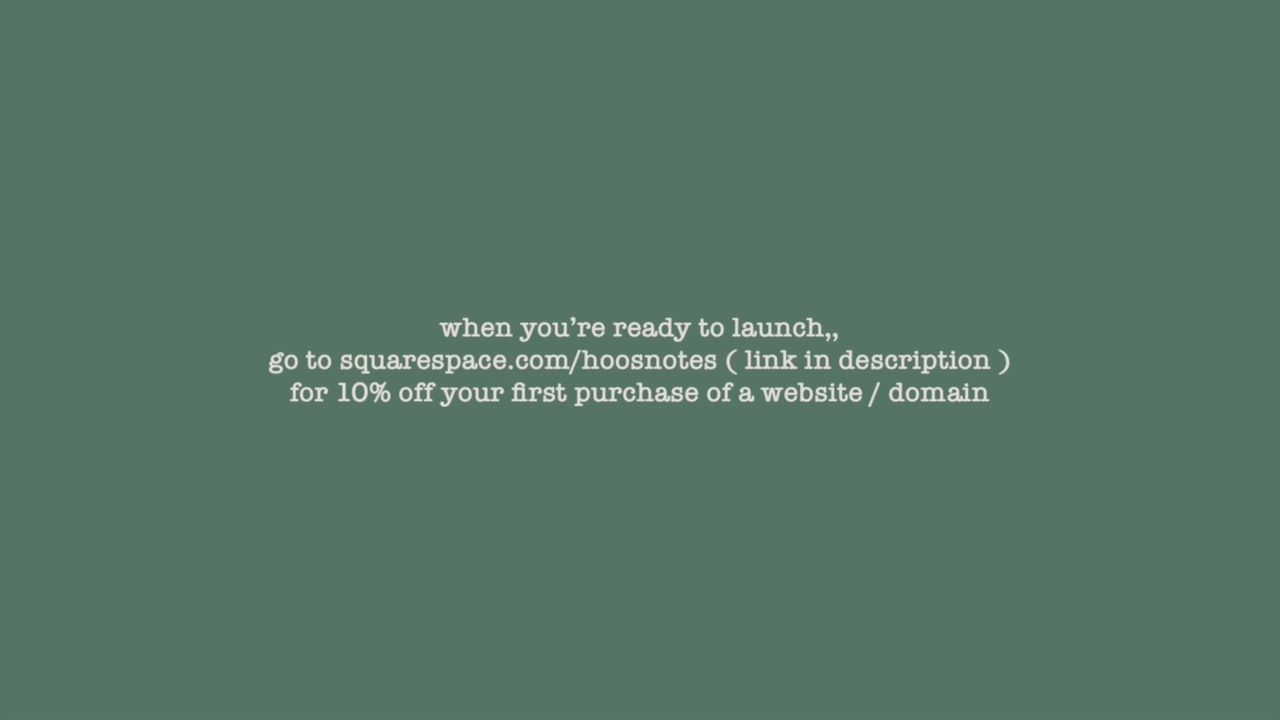 when you’re ready to launch,,
go to squarespace.com/hoosnotes ( link in description )
for 10% off your first purchase of a website / domain